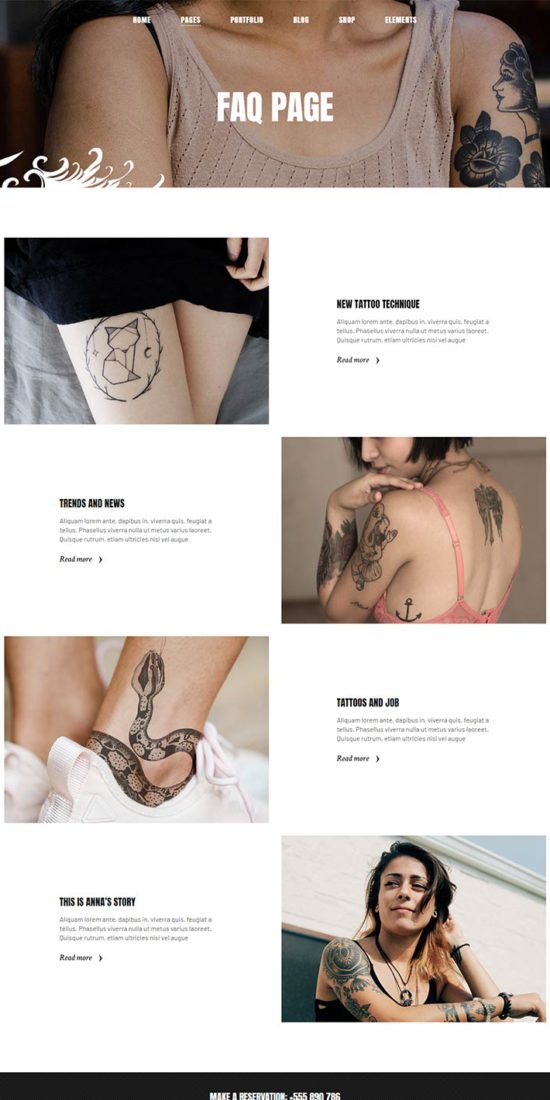 HOME PAGES PORTFOLIO BLOG SHOP ELEMENTS
FAQ PAGE
NEW TATTOO TECHNIQUE
Aliquam lorem ante, dapibus in, viverra quis, feugiat a
tellus. Phasellus viverra nulla ut metus varius laoreet.
Quisque rutrum, etiam ultricies nisi vel augue
Read more
TRENDS AND NEWS
Aliquam lorem ante, dapibus in, viverra quis, feugiat a
tellus. Phasellus viverra nulla ut metus varius laoreet.
Quisque rutrum, etiam ultricies nisi vel augue
Read more
TATTOOS AND JOB
Aliquam lorem ante, dapibus in, viverra quis, feugiat a
tellus. Phasellus viverra nulla ut metus varius laoreet.
Quisque rutrum, etiam ultricies nisi vel augue
Read more
THIS IS ANNA'S STORY
Aliquam lorem ante, dapibus in, viverra quis, feugiat a
tellus. Phasellus viverra nulla ut metus varius laoreet.
Quisque rutrum, etiam ultricies nisi vel augue
Read more
MAKE A RESERVATION: +555 890 786